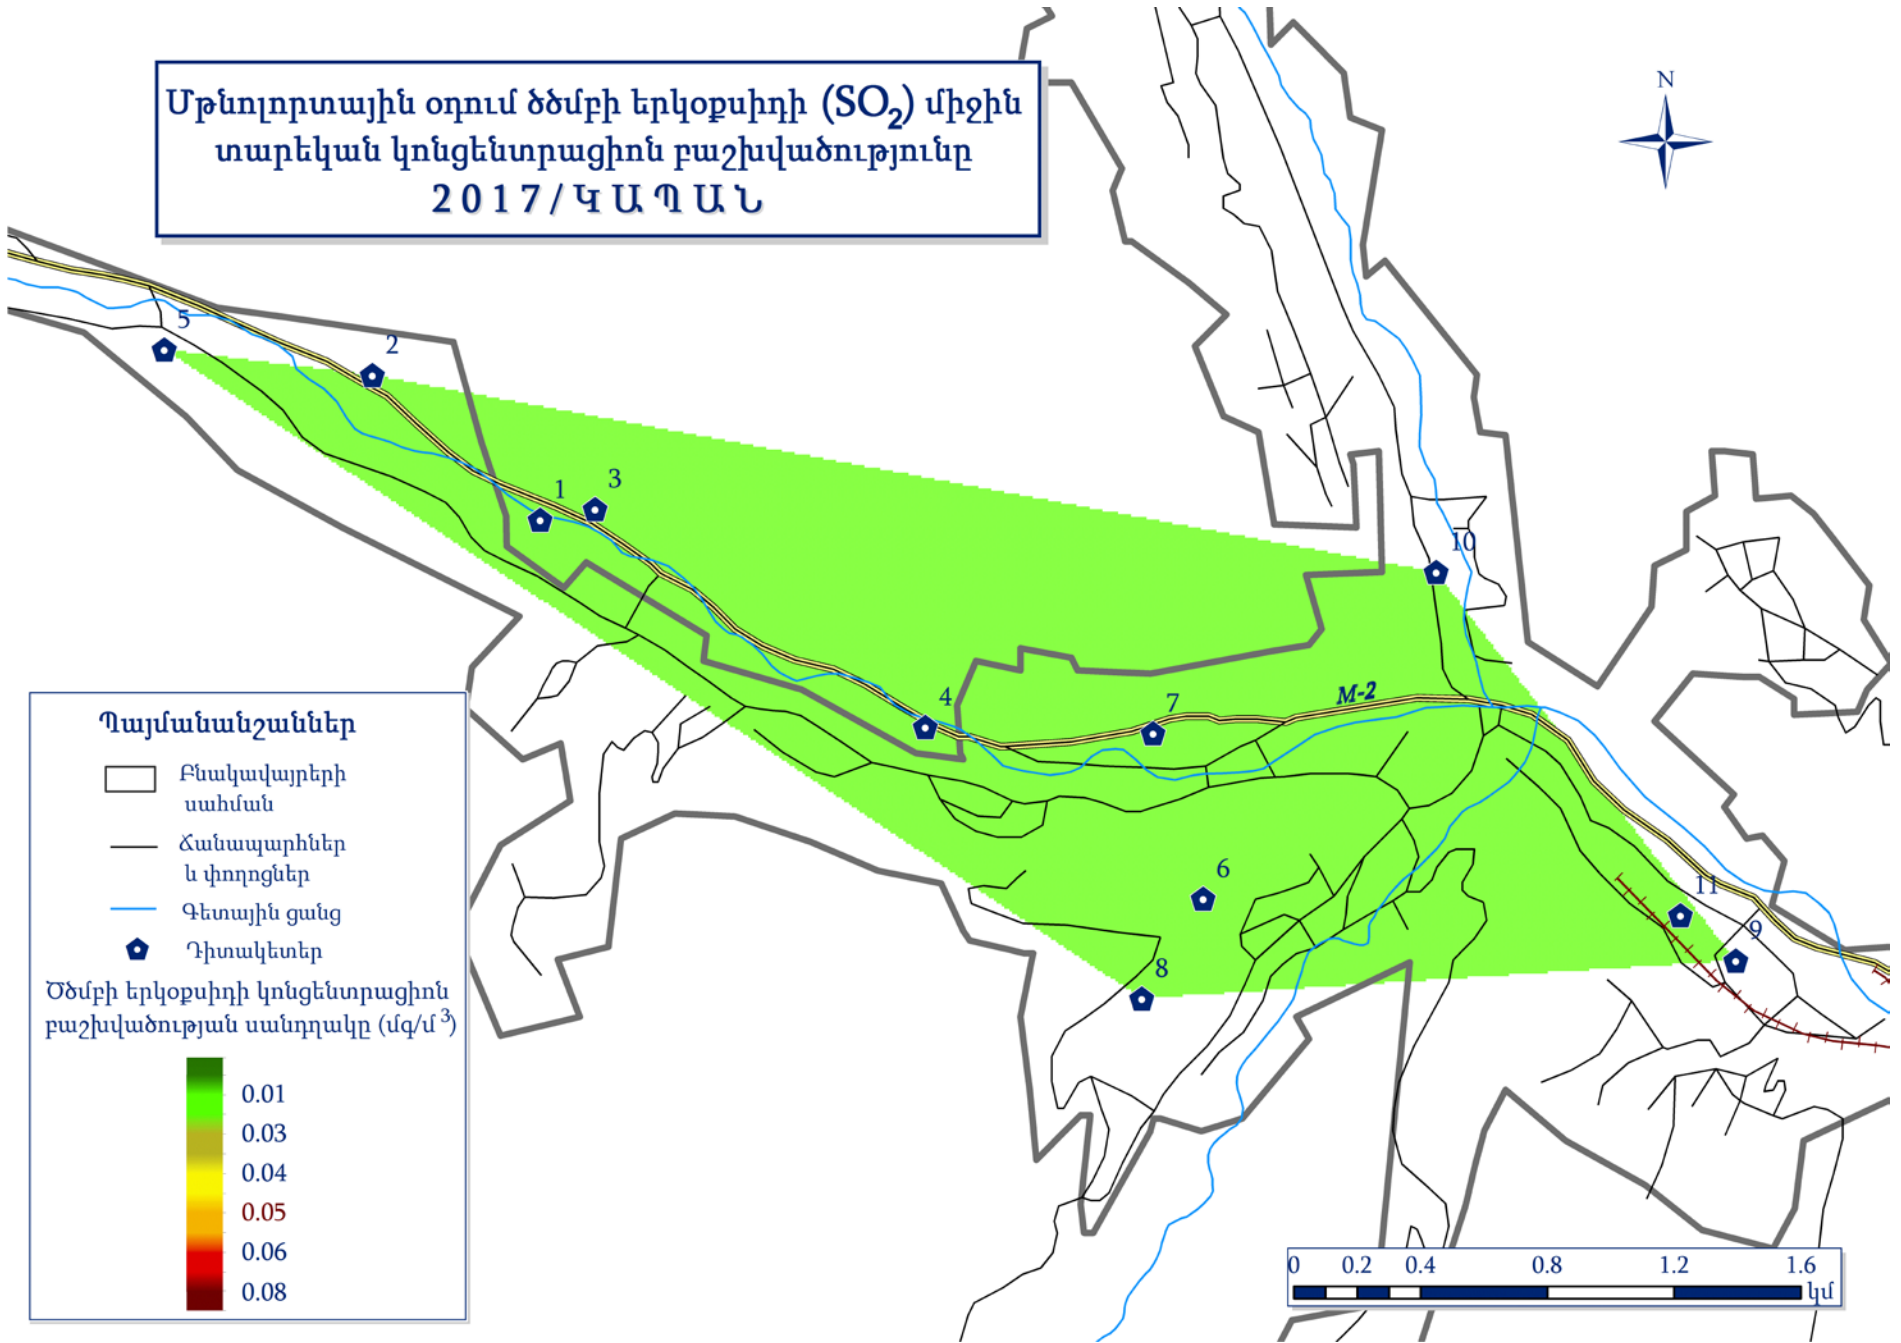 Մթնոլորտային օդում ծծմբի երկօքսիդի (SO₂) միջին
տարեկան կոնցենտրացիոն բաշխվածությունը
2017/ԿԱՊԱՆ
N
5
2
1
3
10
4
7
M-2
6
11
9
8
Պայմանանշաններ
Բնակավայրերի
սահման
Ճանապարհներ
և փողոցներ
Գետային ցանց
Դիտակետեր
Ծծմբի երկօքսիդի կոնցենտրացիոն
բաշխվածության սանդղակը (մգ/մ³)
0.01
0.03
0.04
0.05
0.06
0.08
0 0.2 0.4 0.8 1.2 1.6
կմ